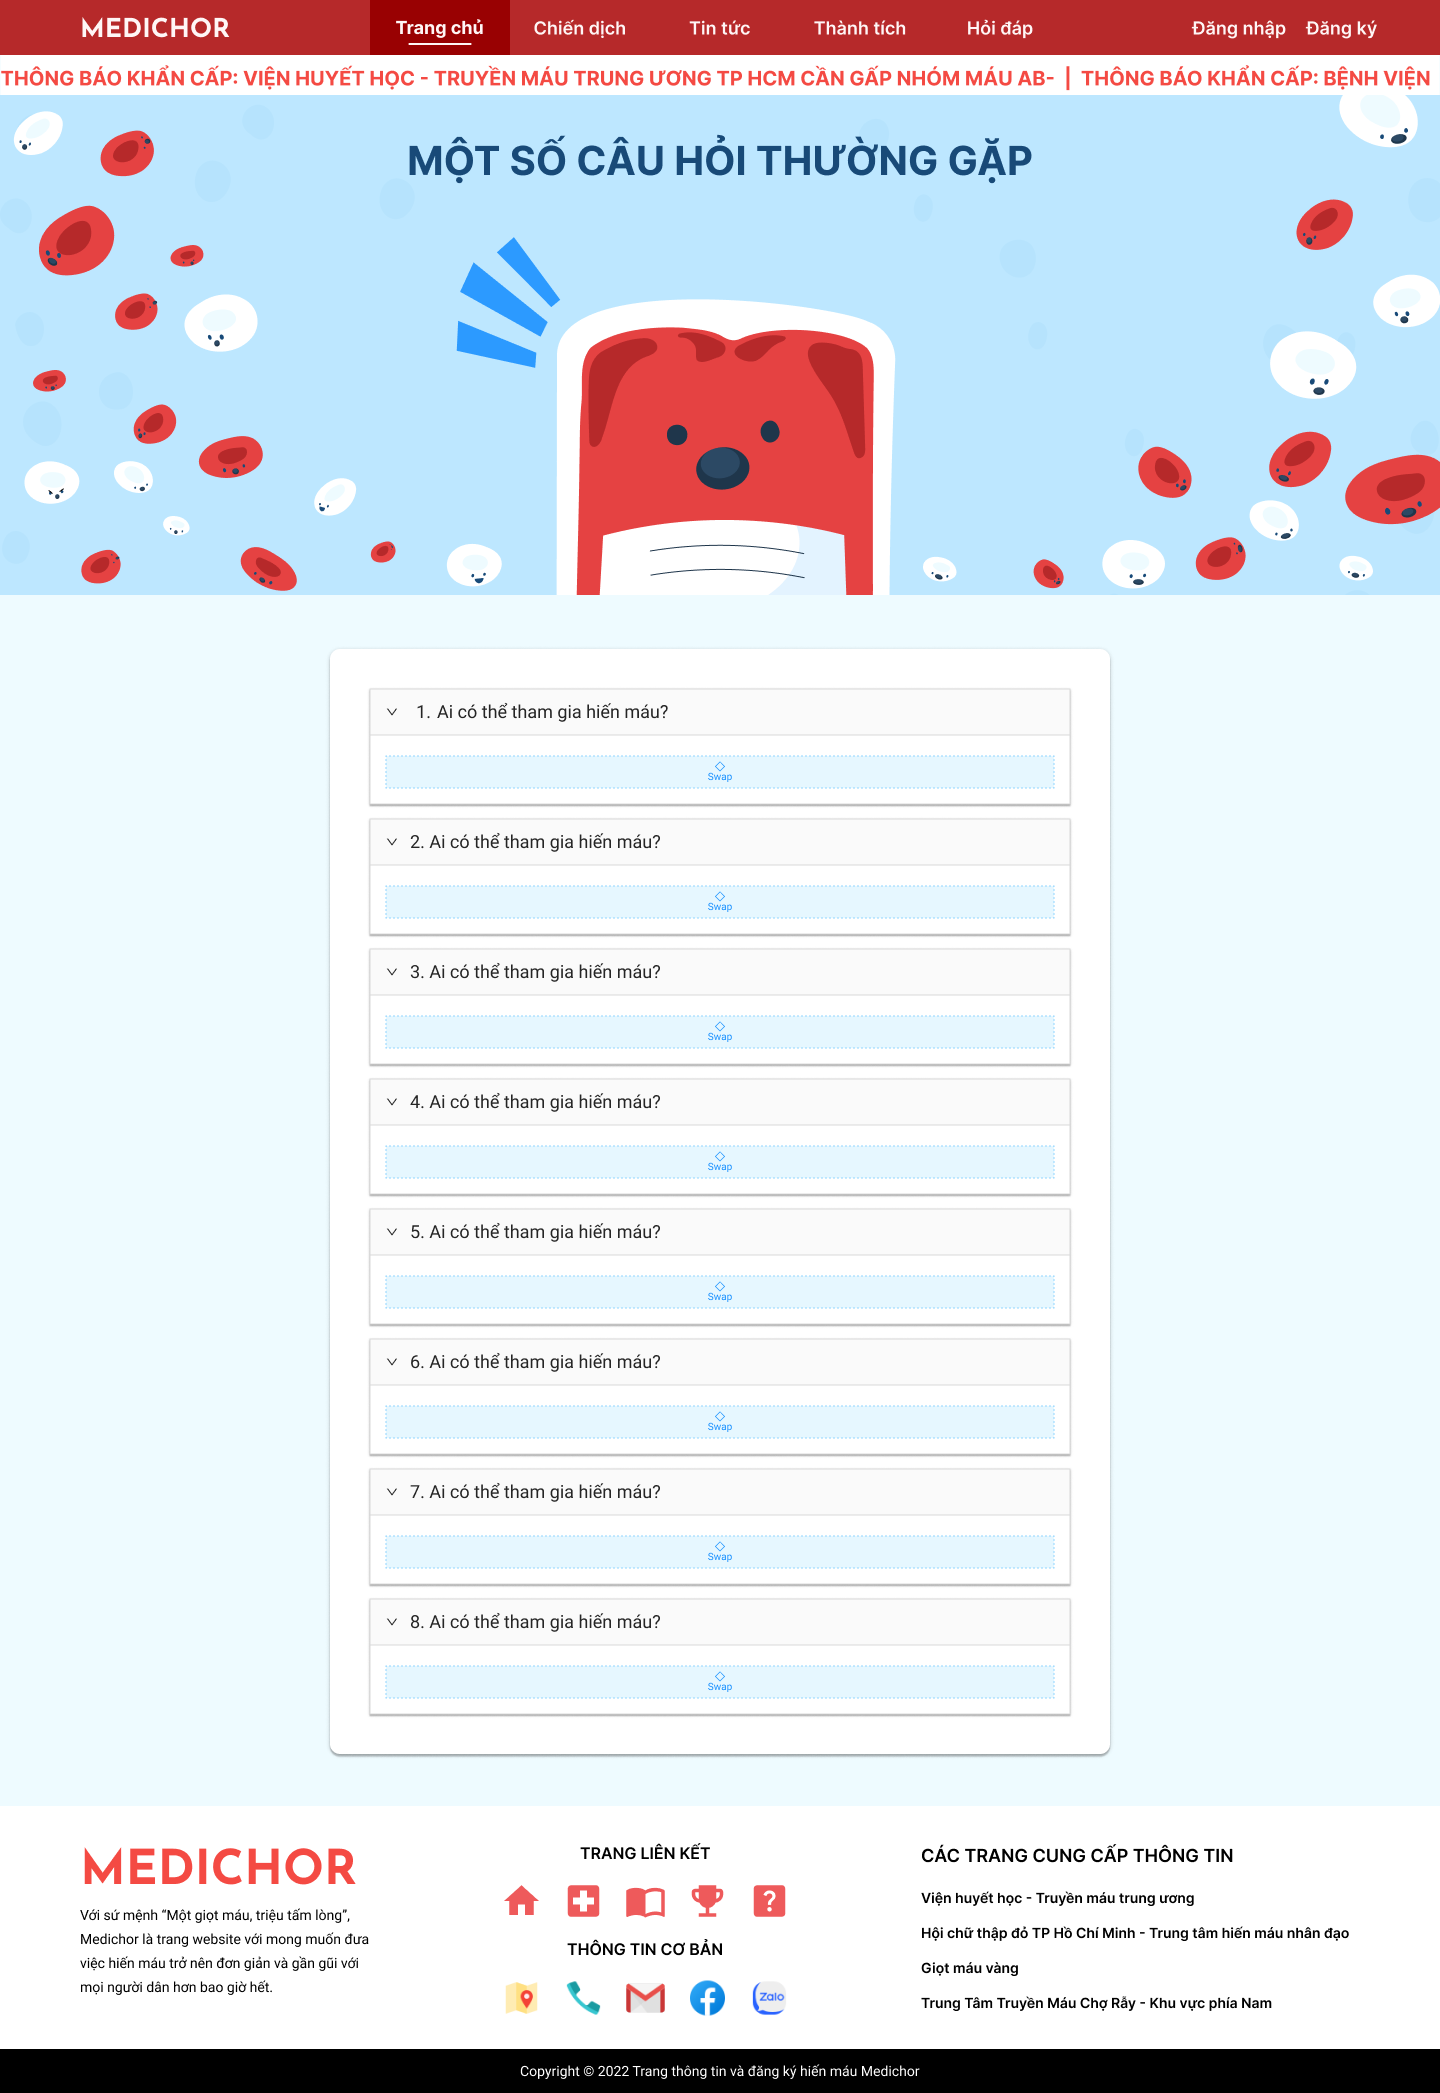 MEDICHOR
Trang chủ
Chiến dịch
Tin tức
Thành tích
Hỏi đáp
Đăng nhập
Đăng ký
THÔNG BÁO KHẨN CẤP: VIỆN HUYẾT HỌC - TRUYỀN MÁU TRUNG ƯƠNG TP HCM CẦN GẤP NHÓM MÁU AB- | THÔNG BÁO KHẨN CẤP: BỆNH VIỆN
MỘT SỐ CÂU HỎI THƯỜNG GẶP
1. Ai có thể tham gia hiến máu?
Swap
2. Ai có thể tham gia hiến máu?
Swap
3. Ai có thể tham gia hiến máu?
Swap
4. Ai có thể tham gia hiến máu?
Swap
5. Ai có thể tham gia hiến máu?
Swap
6. Ai có thể tham gia hiến máu?
Swap
7. Ai có thể tham gia hiến máu?
Swap
8. Ai có thể tham gia hiến máu?
Swap
MEDICHOR
Với sứ mệnh “Một giọt máu, triệu tấm lòng”,
Medichor là trang website với mong muốn đưa
việc hiến máu trở nên đơn giản và gần gũi với
mọi người dân hơn bao giờ hết.
TRANG LIÊN KẾT
THÔNG TIN CƠ BẢN
Zalo
CÁC TRANG CUNG CẤP THÔNG TIN
Viện huyết học - Truyền máu trung ương
Hội chữ thập đỏ TP Hồ Chí Minh - Trung tâm hiến máu nhân đạo
Giọt máu vàng
Trung Tâm Truyền Máu Chợ Rẫy - Khu vực phía Nam
Copyright © 2022 Trang thông tin và đăng ký hiến máu Medichor